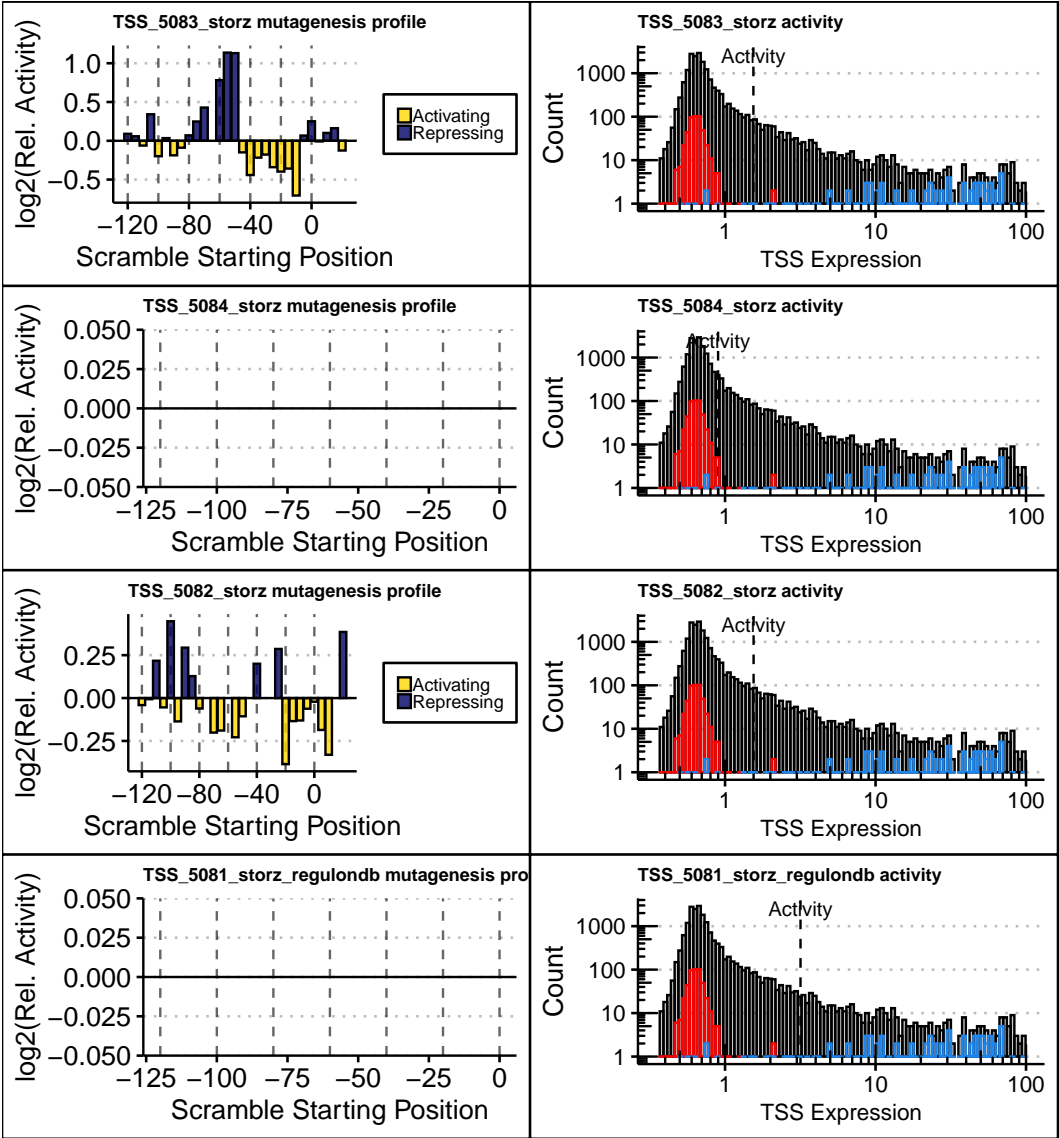 TSS_5083_storz mutagenesis profile
log2(Rel. Activity)
1.0
0.5
0.0
−0.5
−120 −80 −40 0
Scramble Starting Position
Activating
Repressing
TSS_5083_storz activity
Activity
Count
1000
100
10
1
1 10 100
TSS Expression
TSS_5084_storz mutagenesis profile
log2(Rel. Activity)
0.050
0.025
0.000
−0.025
−0.050
−125 −100 −75 −50 −25 0
Scramble Starting Position
TSS_5084_storz activity
Activity
Count
1000
100
10
1
1 10 100
TSS Expression
TSS_5082_storz mutagenesis profile
log2(Rel. Activity)
0.25
0.00
−0.25
−120 −80 −40 0
Scramble Starting Position
Activating
Repressing
TSS_5082_storz activity
Activity
Count
1000
100
10
1
1 10 100
TSS Expression
TSS_5081_storz_regulondb mutagenesis pro
log2(Rel. Activity)
0.050
0.025
0.000
−0.025
−0.050
−125 −100 −75 −50 −25 0
Scramble Starting Position
TSS_5081_storz_regulondb activity
Activity
Count
1000
100
10
1
1 10 100
TSS Expression